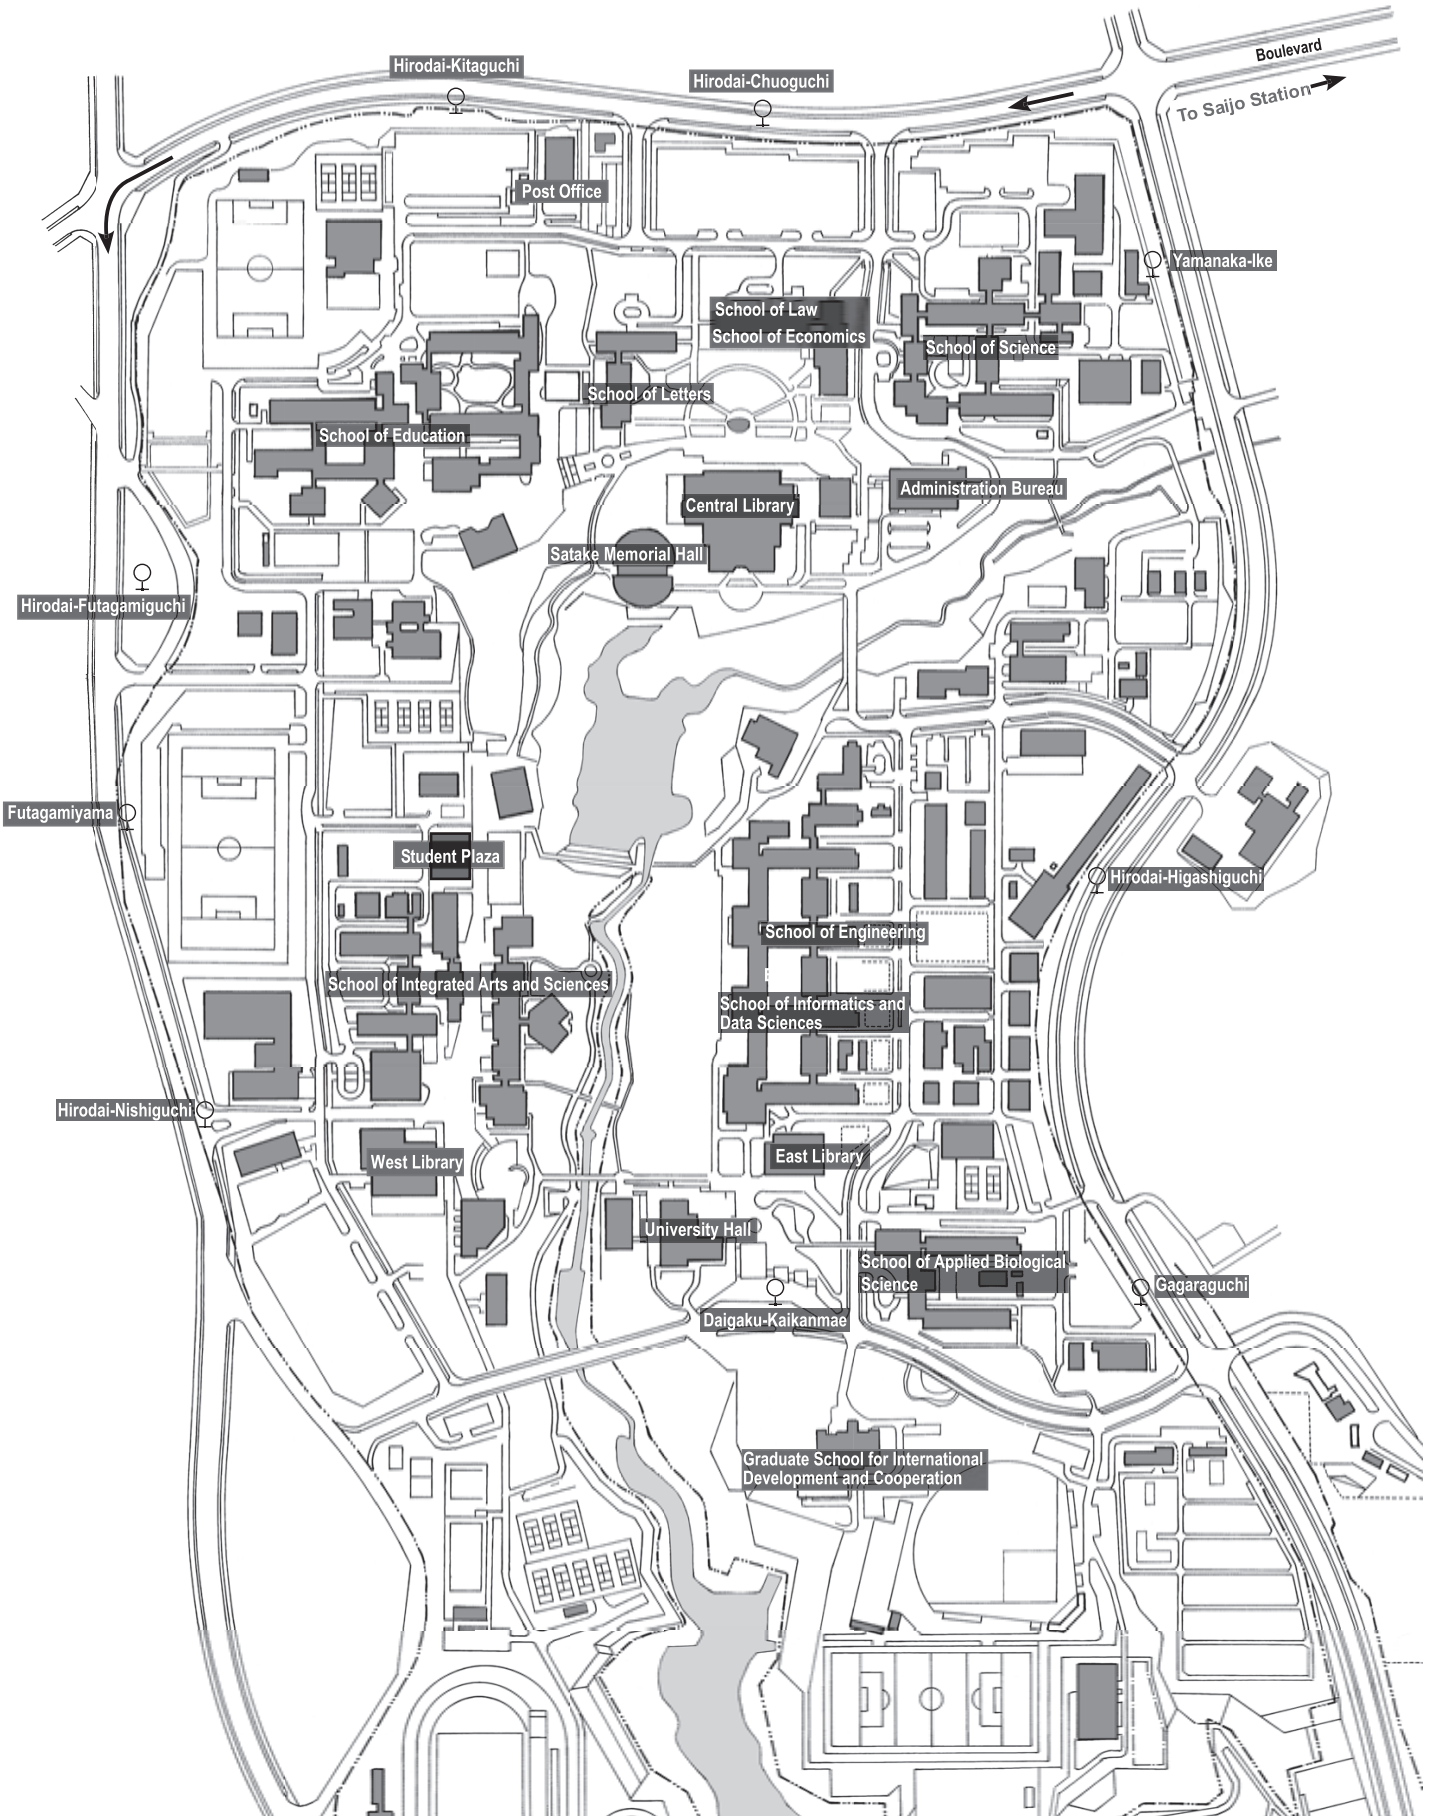 Boulevard
Hirodai-Kitaguchi
Hirodai-Chuoguchi
To Saijo Station
Post Office
Yamanaka-Ike
School of Law
School of Economics
School of Science
School of Letters
School of Education
Administration Bureau
Central Library
Satake Memorial Hall
Hirodai-Futagamiguchi
Futagamiyama
Student Plaza
Hirodai-Higashiguchi
School of Engineering
School of Integrated Arts and Sciences
E
School of Informatics and
Data Sciences
Hirodai-Nishiguchi
West Library
East Library
University Hall
School of Applied Biological
Science
Gagaraguchi
Daigaku-Kaikanmae
Graduate School for International
Development and Cooperation